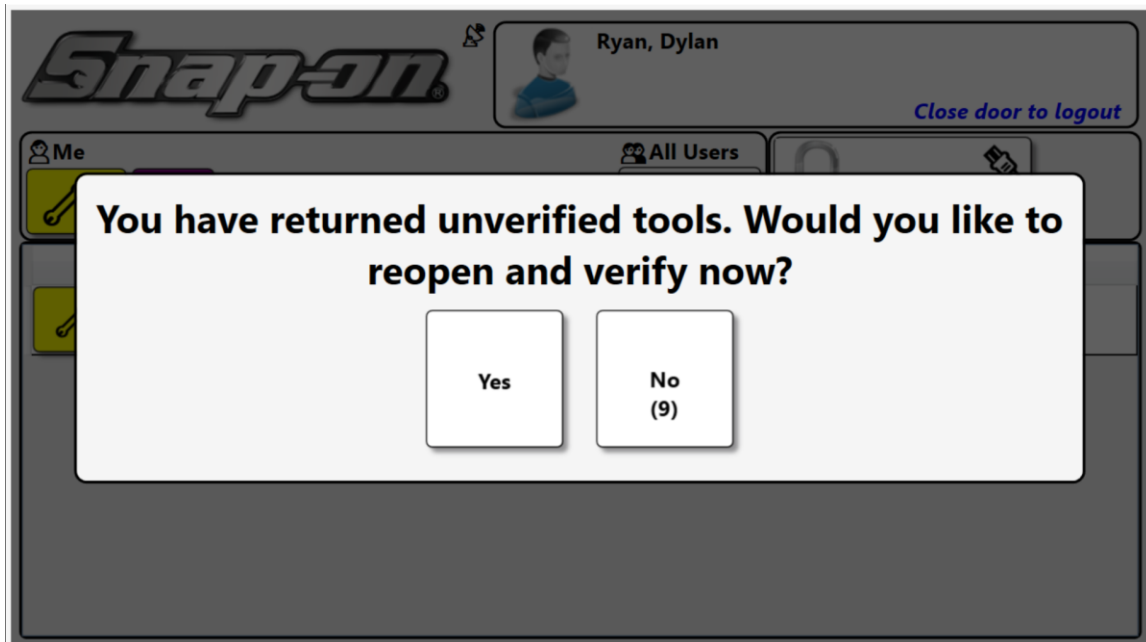 Snap-on®
Ryan, Dylan
Close door to logout
Me
All Users
You have returned unverified tools. Would you like to
reopen and verify now?
Yes
No
(9)